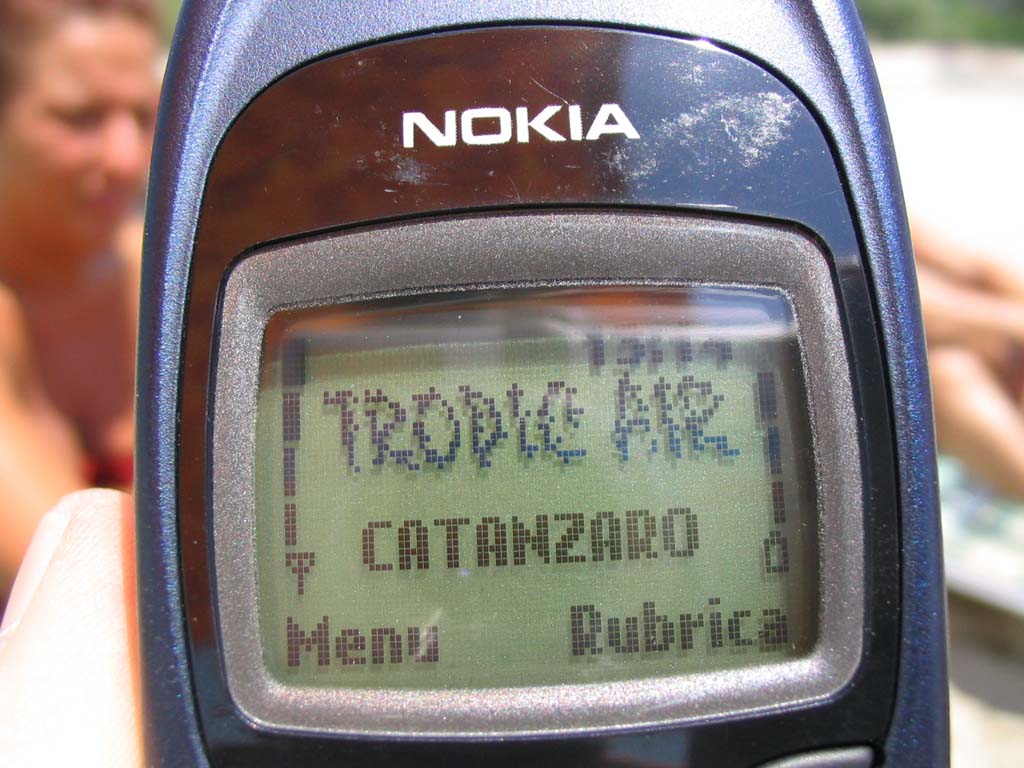 NOKIA
TROPIC AIR
CATANZARO
Menu Rubrica